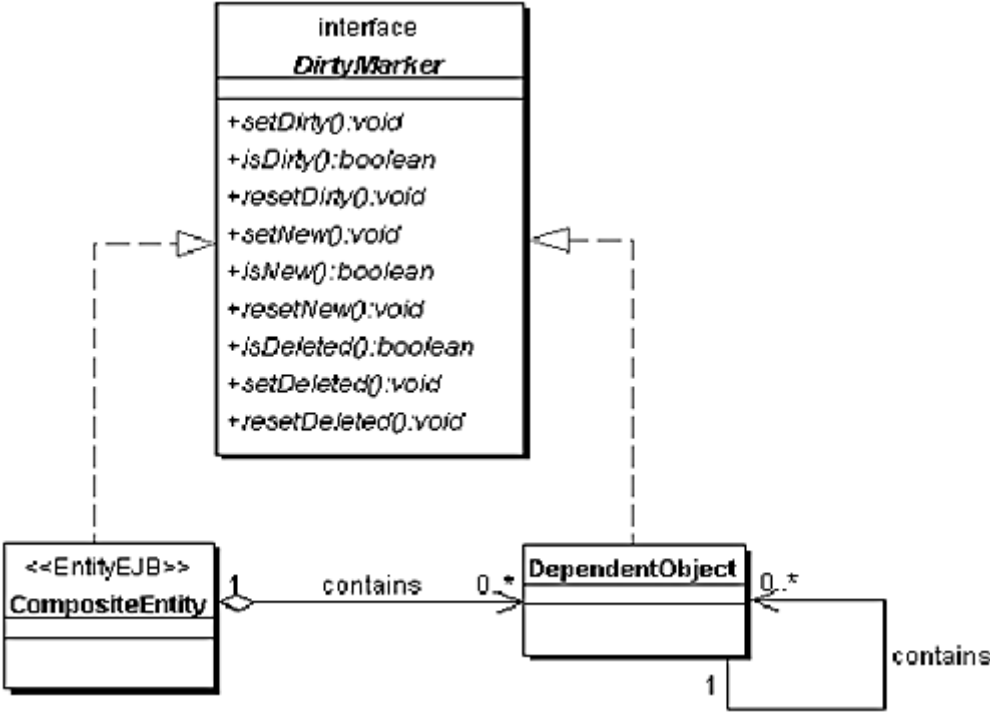 interface
DirtyMarker
+setDirty():void
+isDirty():boolean
+resetDirty():void
+setNew():void
+isNew():boolean
+resetNew():void
+isDeleted():boolean
+setDeleted():void
+resetDeleted():void
<<EntityEJB>>
CompositeEntity
1
contains
0..*
DependentObject
0..*
contains
1